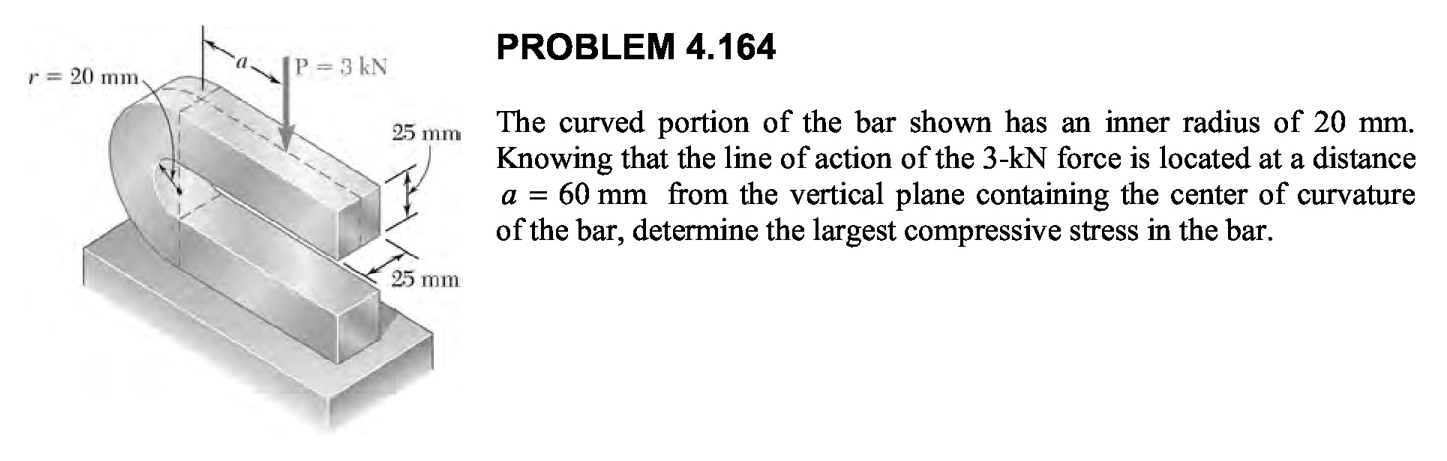 r = 20 mm
a
P = 3 kN
25 mm
25 mm
PROBLEM 4.164
The curved portion of the bar shown has an inner radius of 20 mm.
Knowing that the line of action of the 3-kN force is located at a distance
a = 60 mm from the vertical plane containing the center of curvature
of the bar, determine the largest compressive stress in the bar.